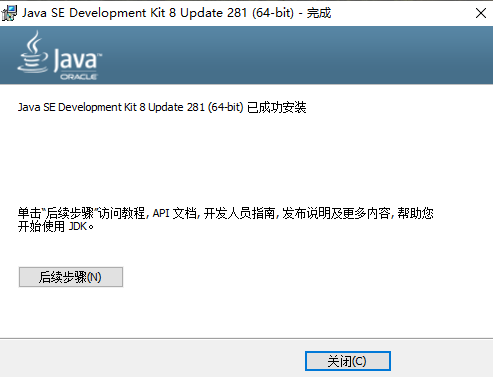 Java SE Development Kit 8 Update 281 (64-bit) - 完成
Java
ORACLE
Java SE Development Kit 8 Update 281 (64-bit) 已成功安装
单击“后续步骤”访问教程, API 文档, 开发人员指南, 发布说明及更多内容, 帮助您
开始使用 JDK。
后续步骤(N)
关闭(C)